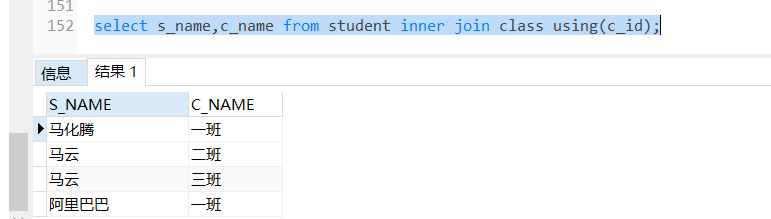 151
152 select s_name,c_name from student inner join class using(c_id);
信息 结果 1
S_NAME C_NAME
马化腾 一班
马云 二班
马云 三班
阿里巴巴 一班